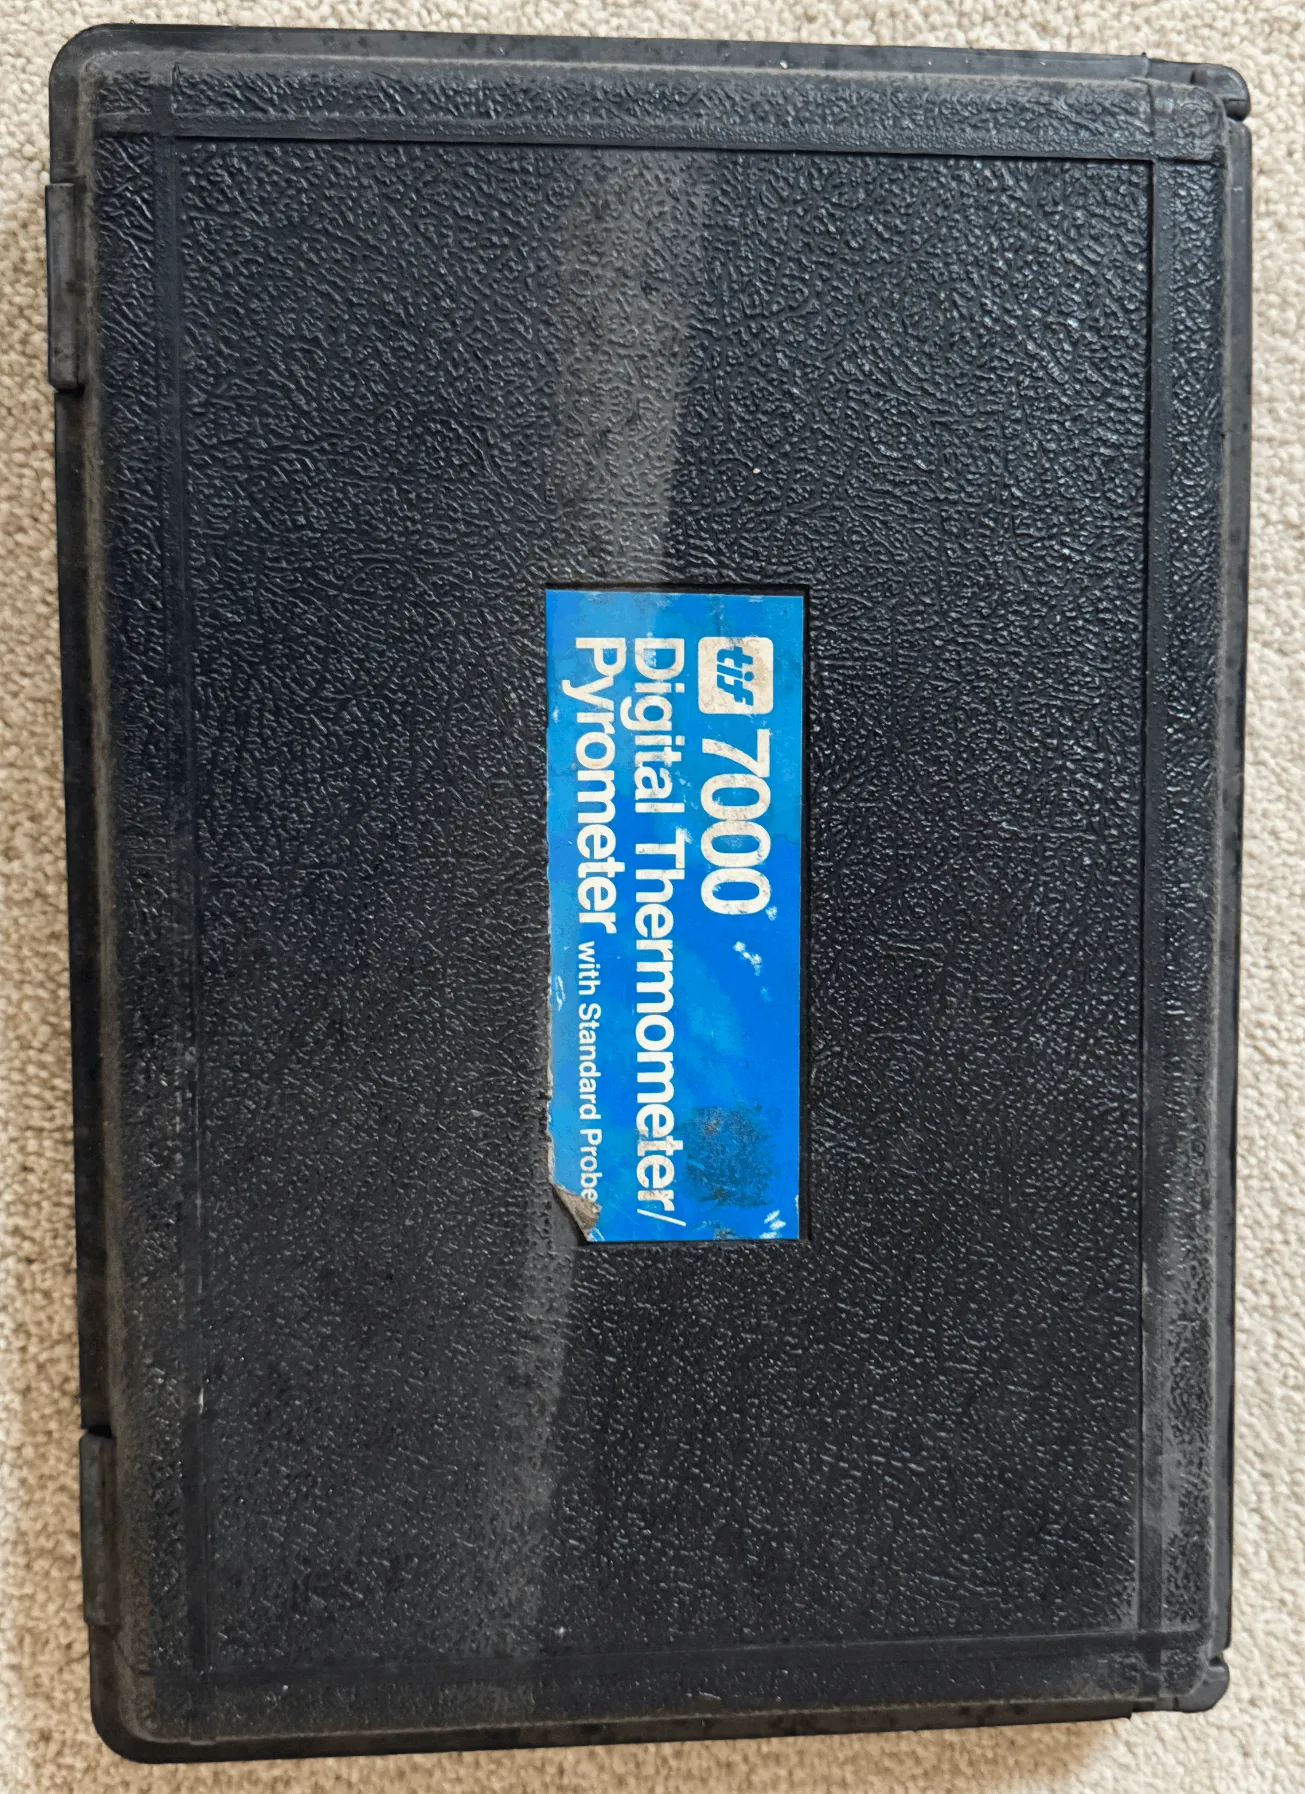 tif 7000
Digital Thermometer/
Pyrometer with Standard Probe